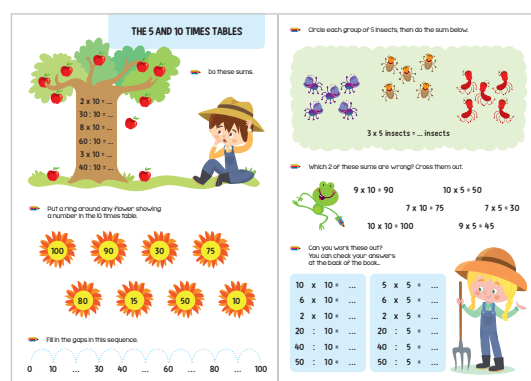 THE 5 AND 10 TIMES TABLES
Do these sums.
2 x 10 = ...
30 : 10 = ...
8 x 10 = ...
60 : 10 = ...
3 x 10 = ...
40 : 10 = ...
Put a ring around any flower showing
a number in the 10 times table.
100 90 30 75
80 15 50 10
Fill in the gaps in this sequence.
0 10 ... 30 40 ... 60 ... 80 ... 100
Circle each group of 5 insects, then do the sum below.
3 x 5 insects = ... insects
Which 2 of these sums are wrong? Cross them out.
9 x 10 = 90 10 x 5 = 50
7 x 10 = 75 7 x 5 = 30
10 x 10 = 100 9 x 5 = 45
Can you work these out?
You can check your answers
at the back of the book...
10 x 10 = ... 5 x 5 = ...
6 x 10 = ... 6 x 5 = ...
2 x 10 = ... 2 x 5 = ...
20 : 10 = ... 20 : 5 = ...
40 : 10 = ... 40 : 5 = ...
50 : 10 = ... 50 : 5 = ...